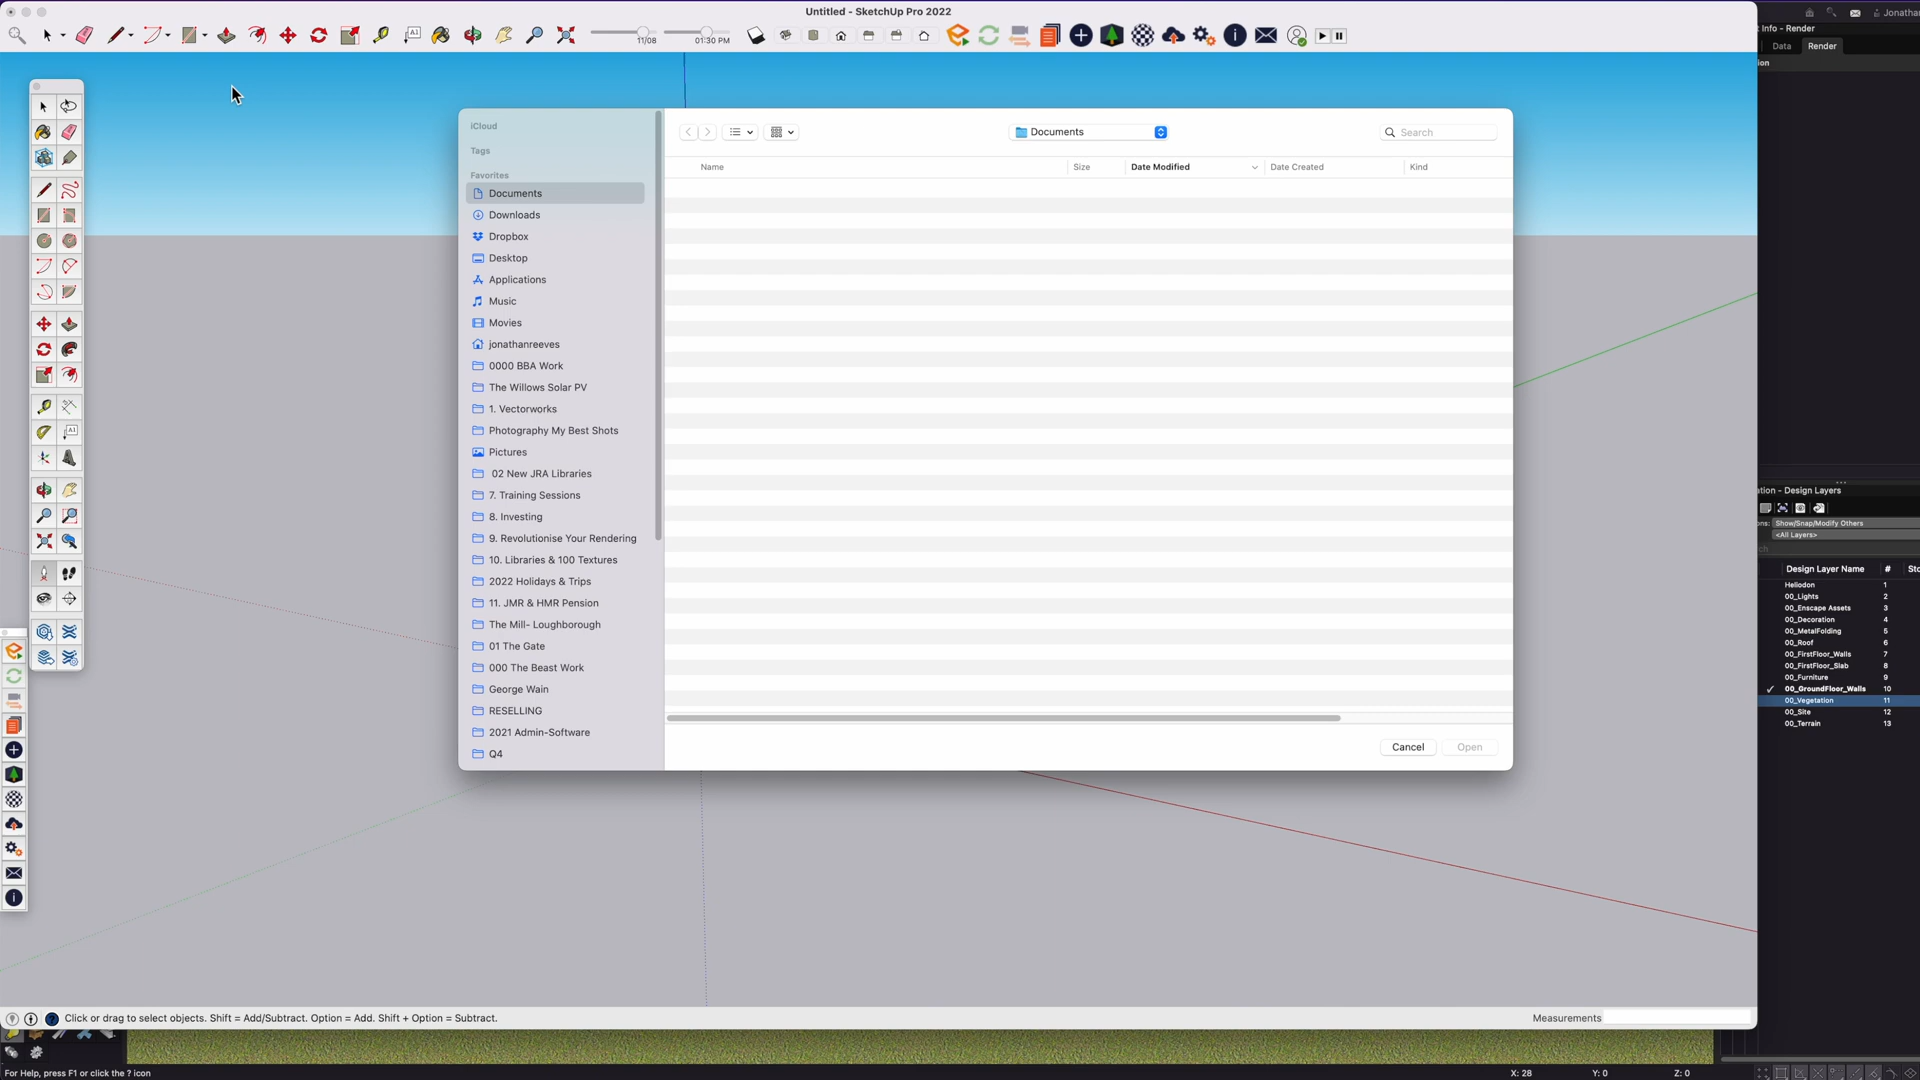 Untitled - SketchUp Pro 2022
Jonathan
t Info - Render
Data Render
11/08
01:30 PM
A1
iCloud
Tags
Favorites
Documents
Downloads
Dropbox
Desktop
Applications
Music
Movies
jonathanreeves
0000 BBA Work
The Willows Solar PV
1. Vectorworks
Photography My Best Shots
Pictures
02 New JRA Libraries
7. Training Sessions
8. Investing
9. Revolutionise Your Rendering
10. Libraries & 100 Textures
2022 Holidays & Trips
11. JMR & HMR Pension
The Mill- Loughborough
01 The Gate
000 The Beast Work
George Wain
RESELLING
2021 Admin-Software
Q4
Documents
Search
Name Size Date Modified Date Created Kind
Cancel Open
ation - Design Layers
ons: Show/Snap/Modify Others
<All Layers>
Design Layer Name # Sto
Heliodon 1
00_Lights 2
00_Enscape Assets 3
00_Decoration 4
00_MetalFolding 5
00_Roof 6
00_FirstFloor_Walls 7
00_FirstFloor_Slab 8
00_Furniture 9
00_GroundFloor_Walls 10
00_Vegetation 11
00_Site 12
00_Terrain 13
Click or drag to select objects. Shift = Add/Subtract. Option = Add. Shift + Option = Subtract.
Measurements
For Help, press F1 or click the ? icon
X: 28 Y: 0 Z: 0